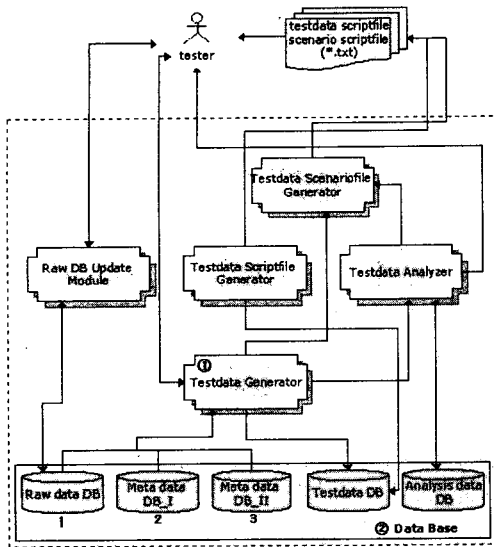 testdata scriptfile
scenario scriptfile
(*.txt)
tester
Testdata Scenariofile
Generator
Raw DB Update
Module
Testdata Scriptfile
Generator
Testdata Analyzer
①
Testdata Generator
Raw data DB
Meta data
DB_I
Meta data
DB_II
Testdata DB
Analysis data
DB
1
2
3
② Data Base